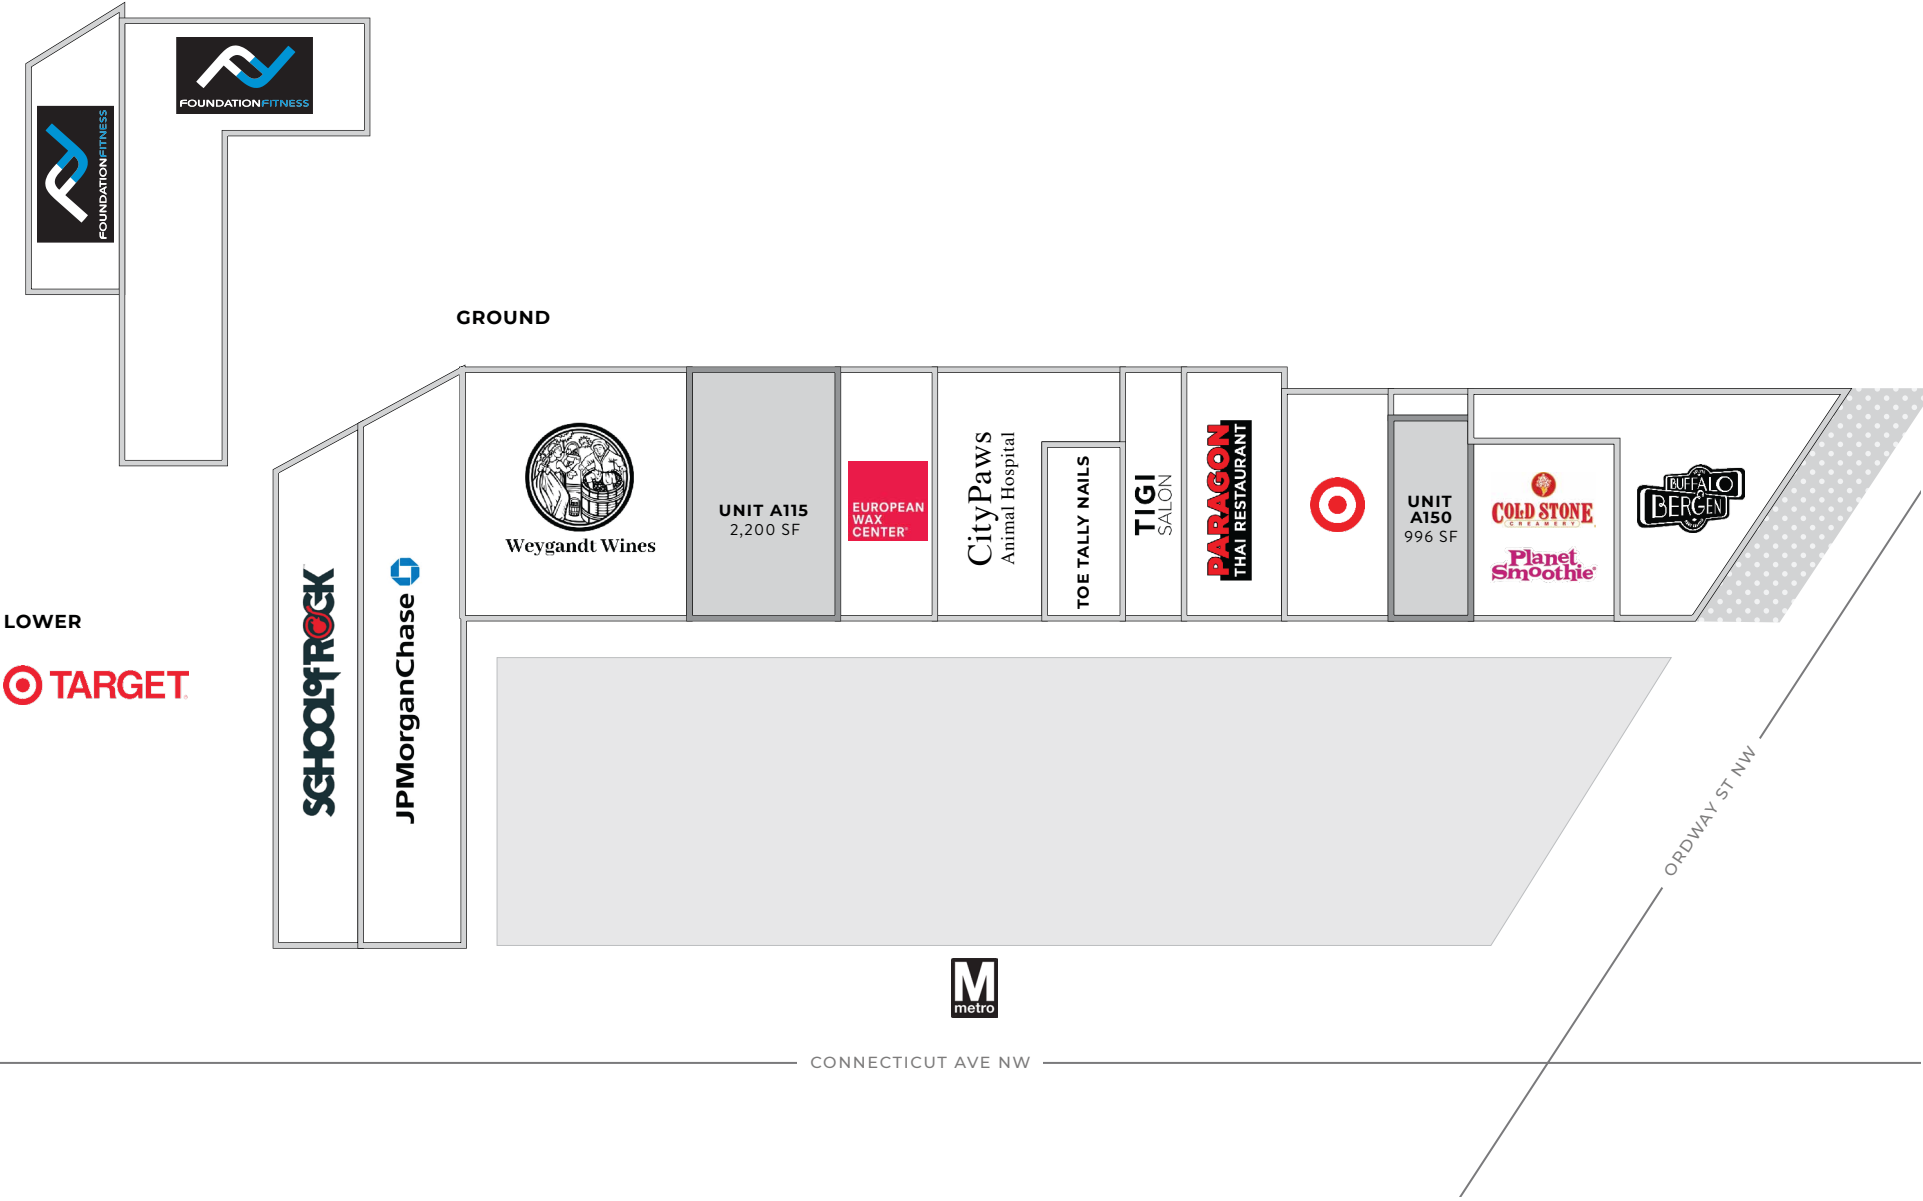 FOUNDATIONFITNESS
FOUNDATIONFITNESS
GROUND
LOWER
TARGET
SCHOOL of ROCK
JPMorganChase
Weygandt Wines
UNIT A115
2,200 SF
EUROPEAN
WAX
CENTER
CityPaws
Animal Hospital
TOE TALLY NAILS
TIGI
SALON
PARAGON
THAI RESTAURANT
UNIT
A150
996 SF
COLD STONE
CREAMERY
Planet
Smoothie®
BUFFALO
&
BERGEN
M
metro
CONNECTICUT AVE NW
ORDWAY ST NW